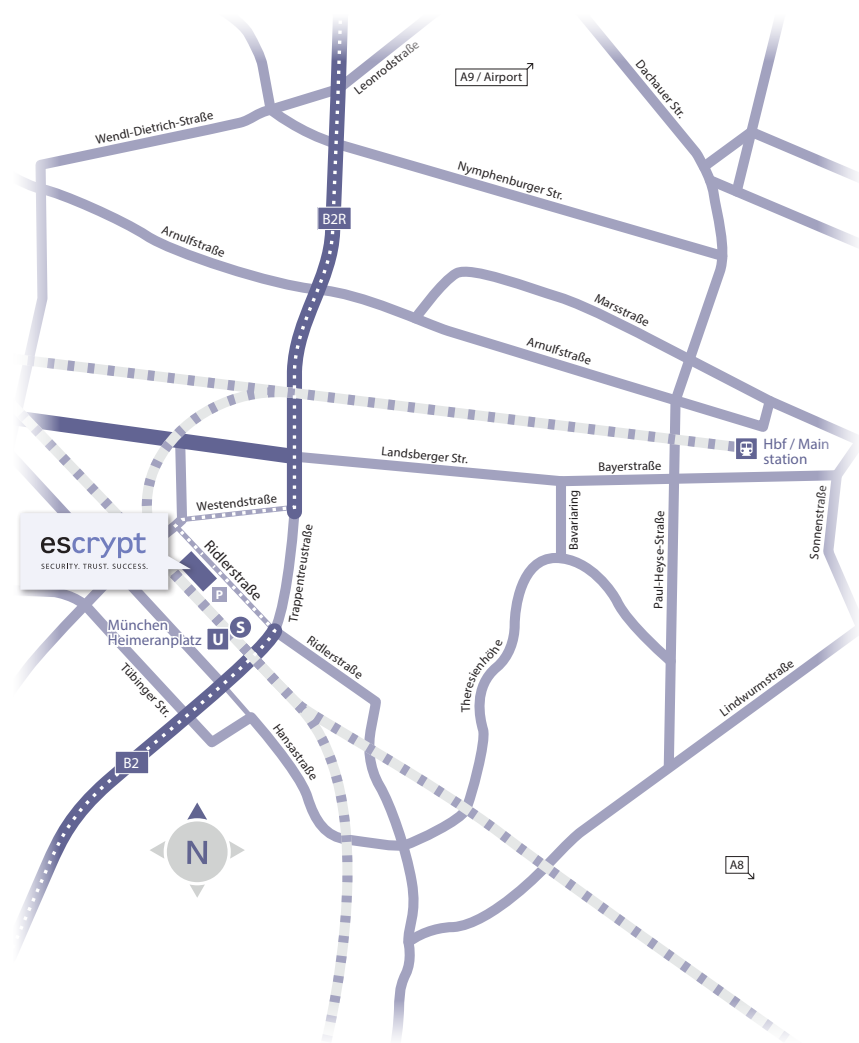 Leonrodstraße
A9 / Airport
Dachauer Str.
Wendl-Dietrich-Straße
Nymphenburger Str.
B2R
Arnulfstraße
Marsstraße
Arnulfstraße
Hbf / Main
station
Landsberger Str.
Bayerstraße
Westendstraße
Bavariaring
Sonnenstraße
Paul-Heyse-Straße
escrypt
SECURITY. TRUST. SUCCESS.
Ridlerstraße
Trappentreustraße
P
München
Heimeranplatz
U
S
Ridlerstraße
Theresienhöhe
Tübinger Str.
Lindwurmstraße
Hansastraße
B2
N
A8